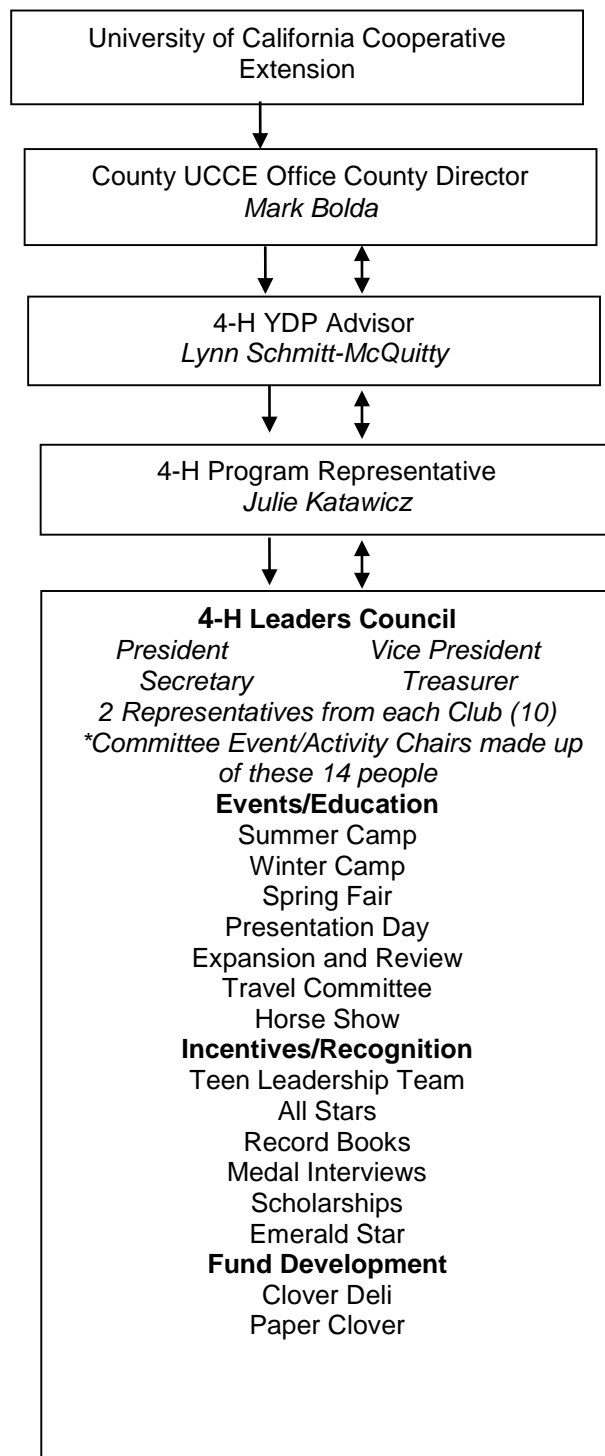 University of California Cooperative
Extension
County UCCE Office County Director
Mark Bolda
4-H YDP Advisor
Lynn Schmitt-McQuitty
4-H Program Representative
Julie Katawicz
4-H Leaders Council
President Vice President
Secretary Treasurer
2 Representatives from each Club (10)
*Committee Event/Activity Chairs made up
of these 14 people
Events/Education
Summer Camp
Winter Camp
Spring Fair
Presentation Day
Expansion and Review
Travel Committee
Horse Show
Incentives/Recognition
Teen Leadership Team
All Stars
Record Books
Medal Interviews
Scholarships
Emerald Star
Fund Development
Clover Deli
Paper Clover